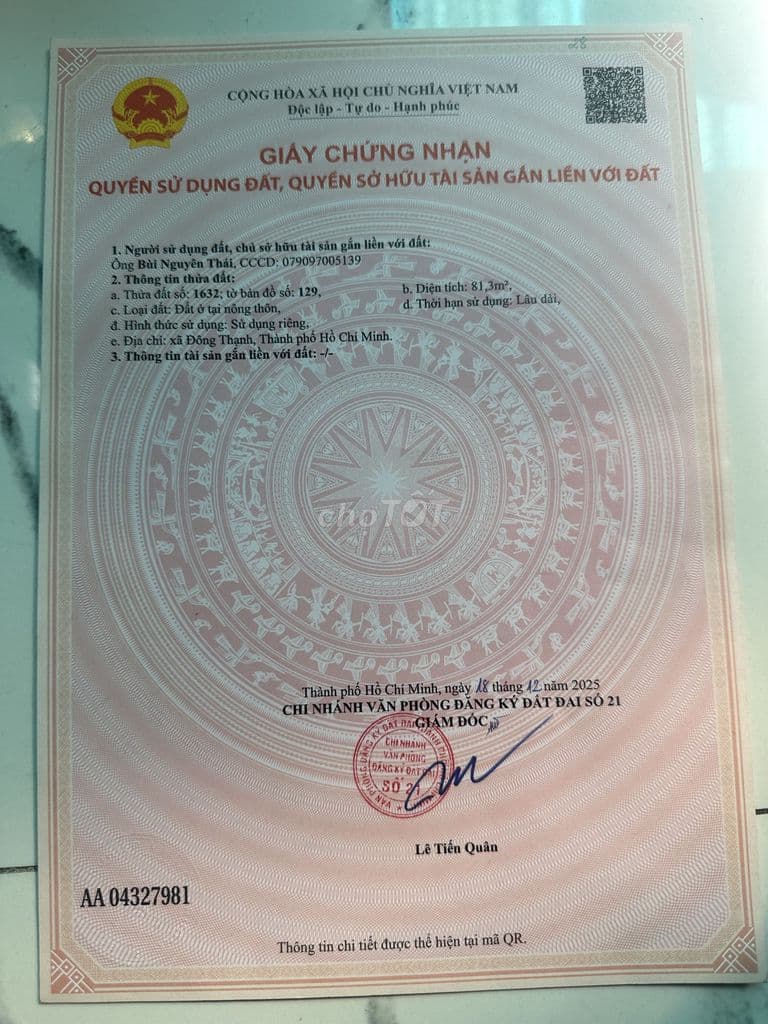 28
CỘNG HÒA XÃ HỘI CHỦ NGHĨA VIỆT NAM
Độc lập - Tự do - Hạnh phúc
GIẤY CHỨNG NHẬN
QUYỀN SỬ DỤNG ĐẤT, QUYỀN SỞ HỮU TÀI SẢN GẮN LIỀN VỚI ĐẤT
1. Người sử dụng đất, chủ sở hữu tài sản gắn liền với đất:
Ông Bùi Nguyên Thái, CCCD: 079097005139
2. Thông tin thửa đất:
a. Thửa đất số: 1632; tờ bản đồ số: 129, b. Diện tích: 81,3m²,
c. Loại đất: Đất ở tại nông thôn, d. Thời hạn sử dụng: Lâu dài,
đ. Hình thức sử dụng: Sử dụng riêng,
e. Địa chỉ: xã Đông Thạnh, Thành phố Hồ Chí Minh.
3. Thông tin tài sản gắn liền với đất: -/-
choTỐT
Thành phố Hồ Chí Minh, ngày 18 tháng 12 năm 2025
CHI NHÁNH VĂN PHÒNG ĐĂNG KÝ ĐẤT ĐAI SỐ 21
GIÁM ĐỐC
CHI NHÁNH
VĂN PHÒNG
ĐĂNG KÝ ĐẤT
SỐ 21
Lê Tiến Quân
AA 04327981
Thông tin chi tiết được thể hiện tại mã QR.